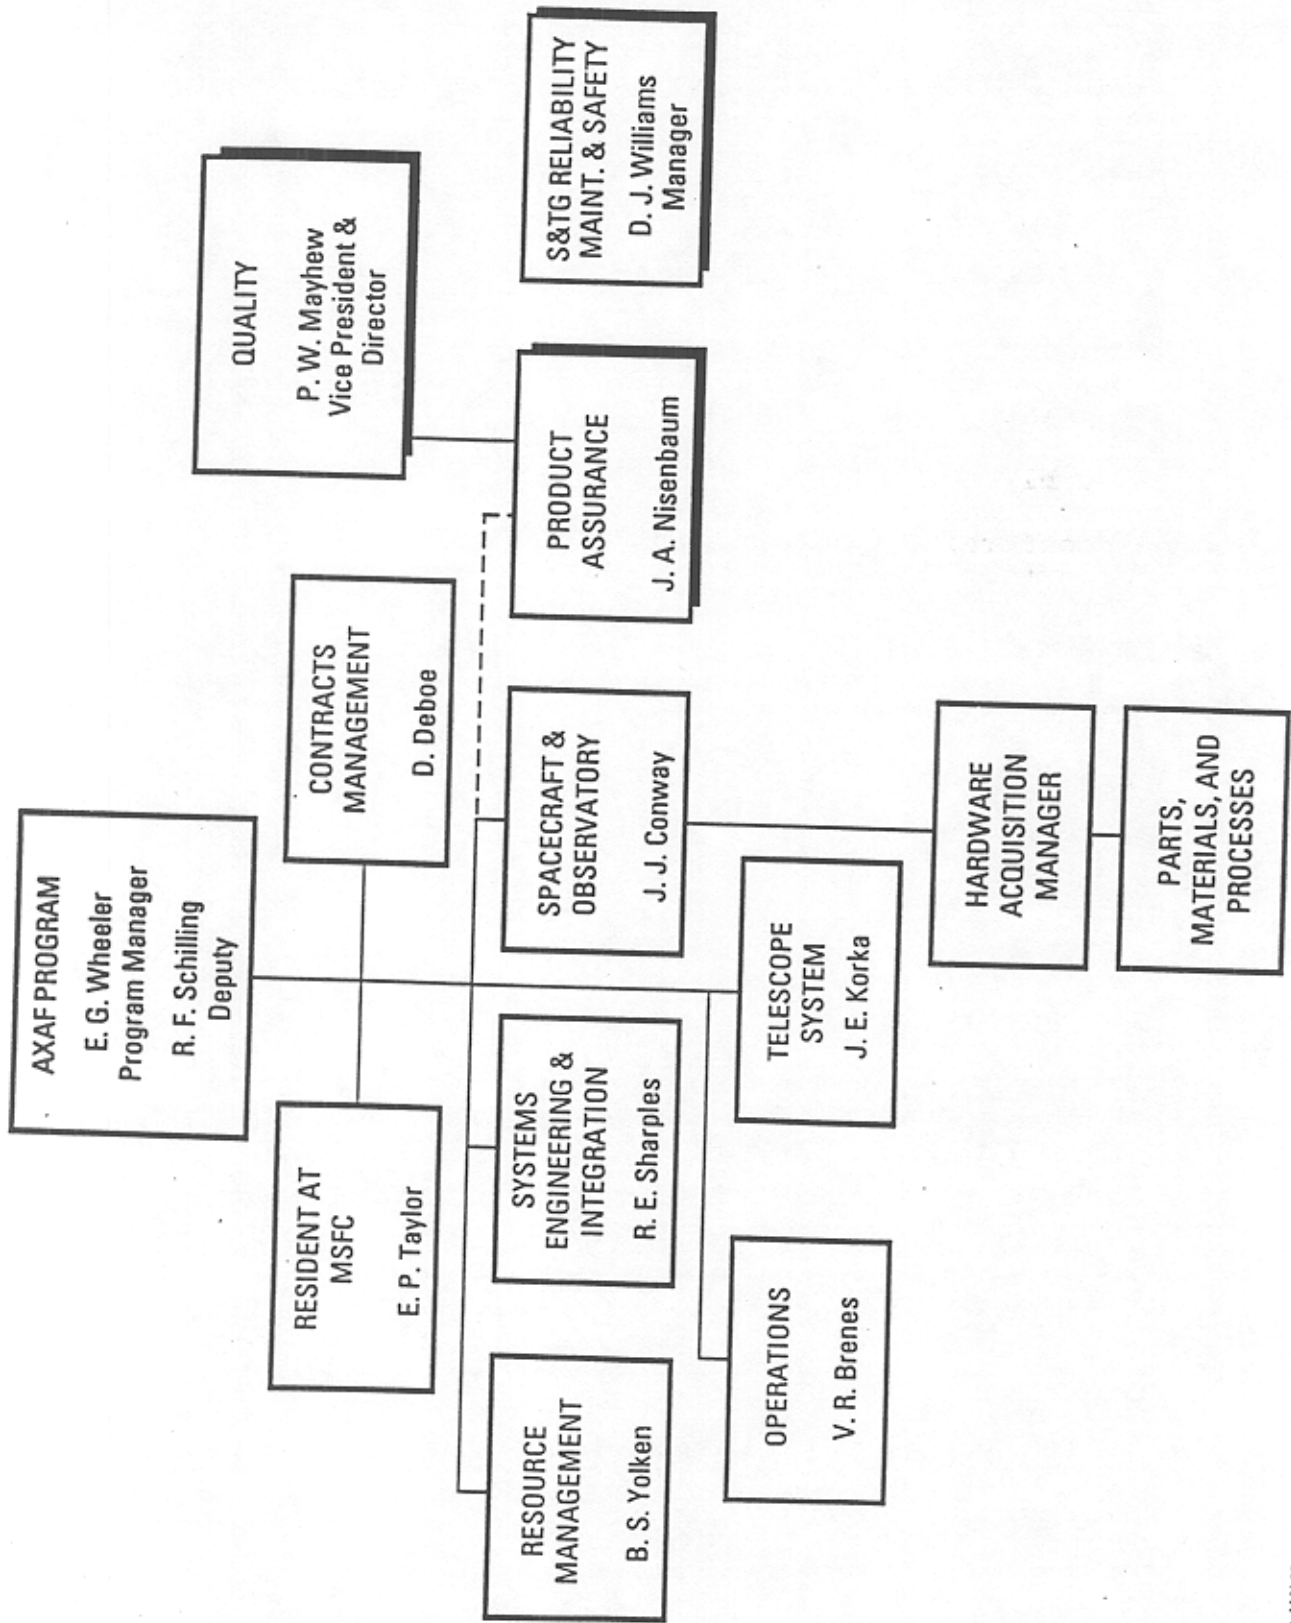 AXAF PROGRAM
E. G. Wheeler
Program Manager
R. F. Schilling
Deputy
QUALITY
P. W. Mayhew
Vice President &
Director
RESIDENT AT
MSFC
E. P. Taylor
CONTRACTS
MANAGEMENT
D. Deboe
RESOURCE
MANAGEMENT
B. S. Yolken
SYSTEMS
ENGINEERING &
INTEGRATION
R. E. Sharples
SPACECRAFT &
OBSERVATORY
J. J. Conway
PRODUCT
ASSURANCE
J. A. Nisenbaum
S&TG RELIABILITY
MAINT. & SAFETY
D. J. Williams
Manager
OPERATIONS
V. R. Brenes
TELESCOPE
SYSTEM
J. E. Korka
HARDWARE
ACQUISITION
MANAGER
PARTS,
MATERIALS, AND
PROCESSES